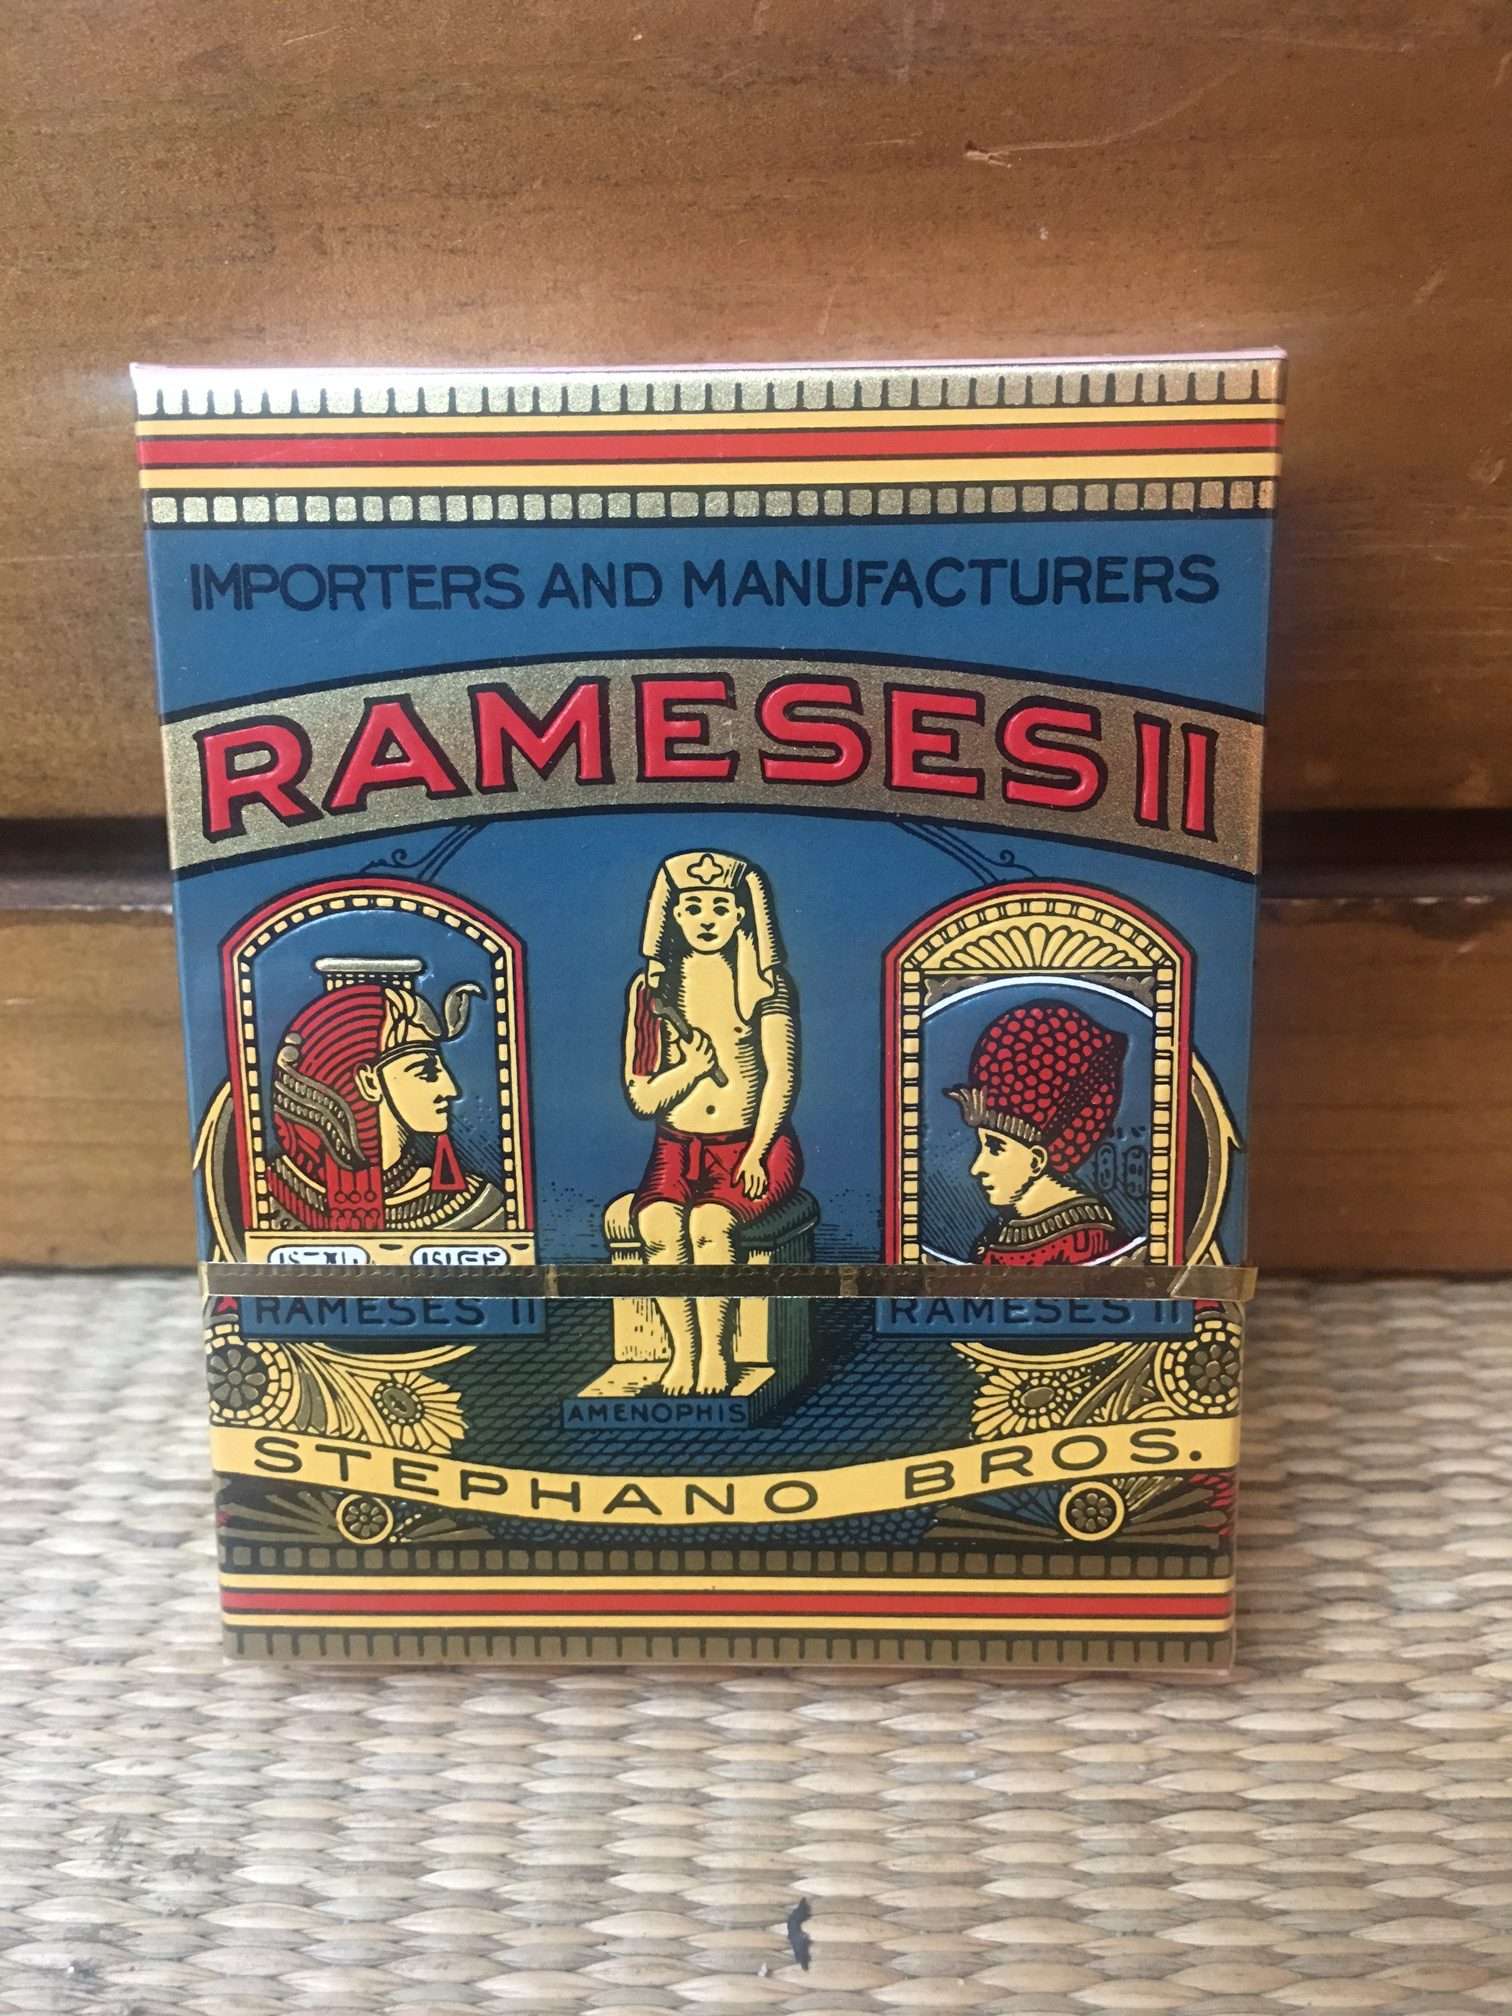 IMPORTERS AND MANUFACTURERS
RAMESES II
RAMESES II
RAMESES II
AMENOPHIS
STEPHANO BROS.